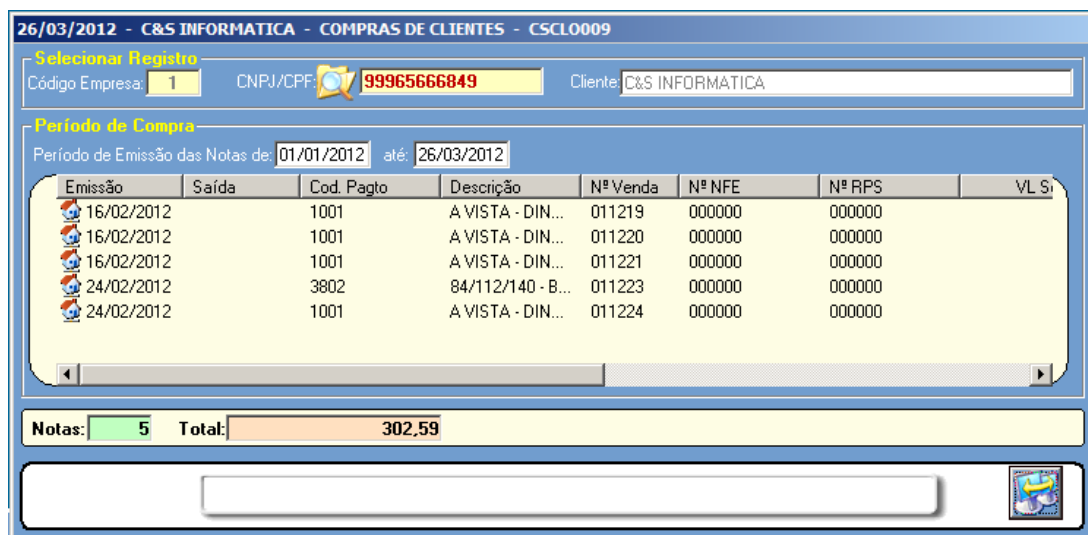 26/03/2012 - C&S INFORMATICA - COMPRAS DE CLIENTES - CSCLO009
Selecionar Registro
Código Empresa: 1 CNPJ/CPF: 99965666849 Cliente: C&S INFORMATICA
Período de Compra
Período de Emissão das Notas de: 01/01/2012 até: 26/03/2012
Emissão Saída Cod. Pagto Descrição Nº Venda Nº NFE Nº RPS VL S
16/02/2012 1001 A VISTA - DIN... 011219 000000 000000
16/02/2012 1001 A VISTA - DIN... 011220 000000 000000
16/02/2012 1001 A VISTA - DIN... 011221 000000 000000
24/02/2012 3802 84/112/140 - B... 011223 000000 000000
24/02/2012 1001 A VISTA - DIN... 011224 000000 000000
Notas: 5 Total: 302,59